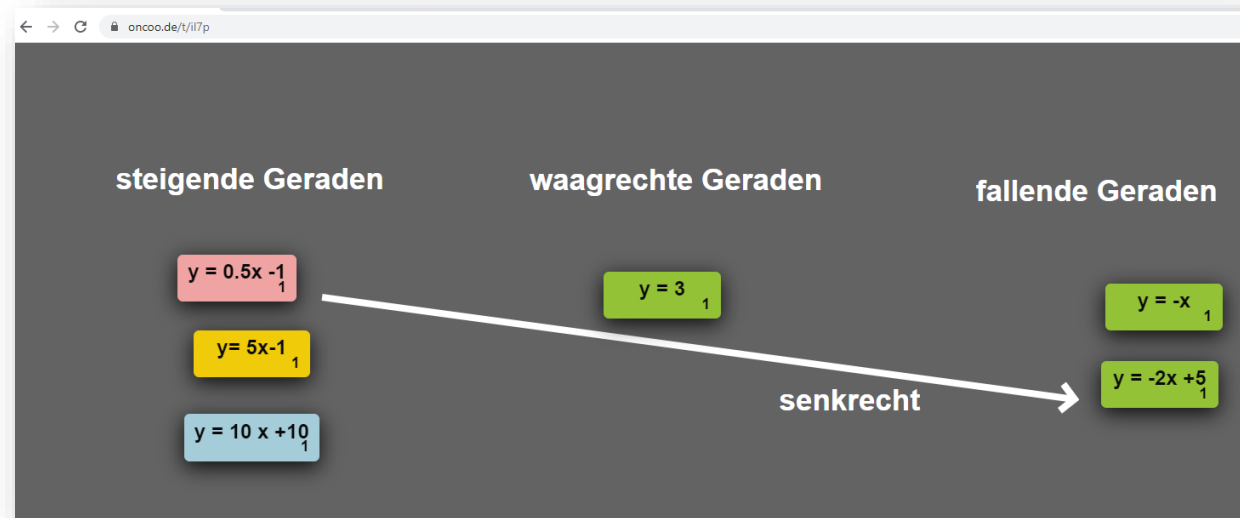 oncoo.de/t/il7p
steigende Geraden
waagrechte Geraden
fallende Geraden
y = 0.5x -1
1
y = 3
1
y = -x
1
y= 5x-1
1
y = -2x +5
1
senkrecht
y = 10 x +10
1